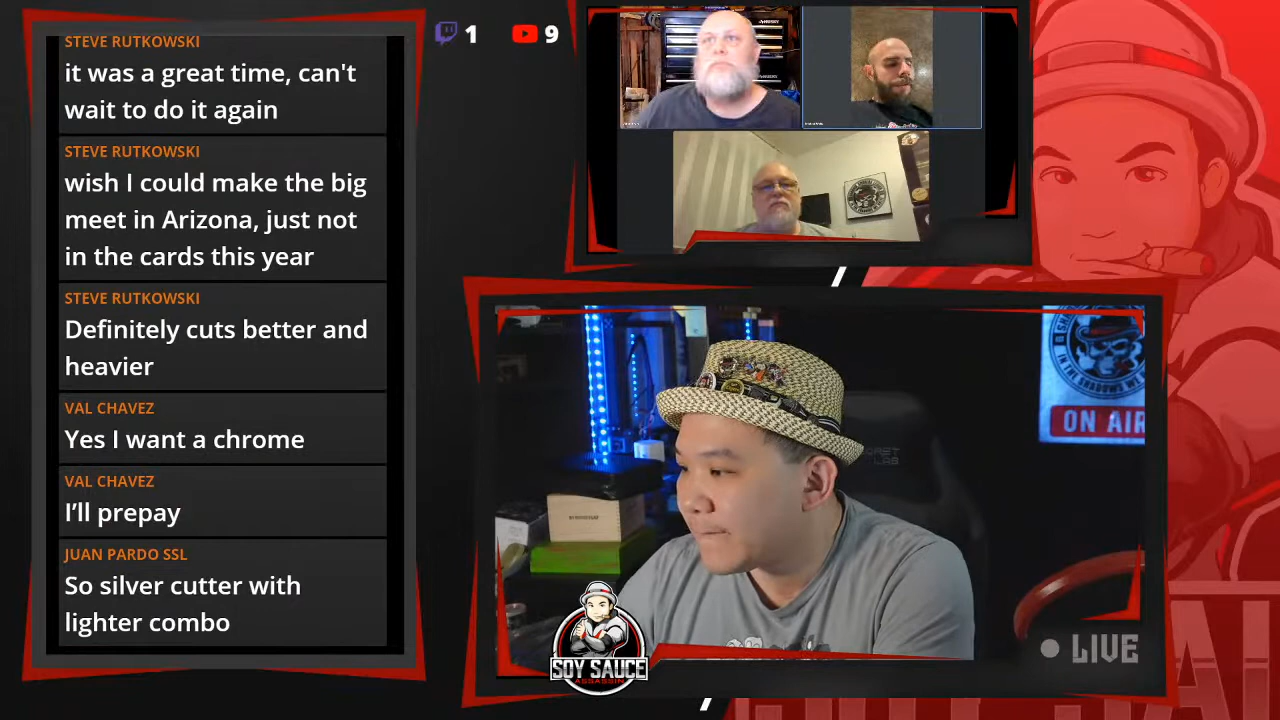 STEVE RUTKOWSKI
it was a great time, can't
wait to do it again
STEVE RUTKOWSKI
wish I could make the big
meet in Arizona, just not
in the cards this year
STEVE RUTKOWSKI
Definitely cuts better and
heavier
VAL CHAVEZ
Yes I want a chrome
VAL CHAVEZ
I’ll prepay
JUAN PARDO SSL
So silver cutter with
lighter combo
1
9
ON AIR
SOY SAUCE
ASSASSIN
LIVE